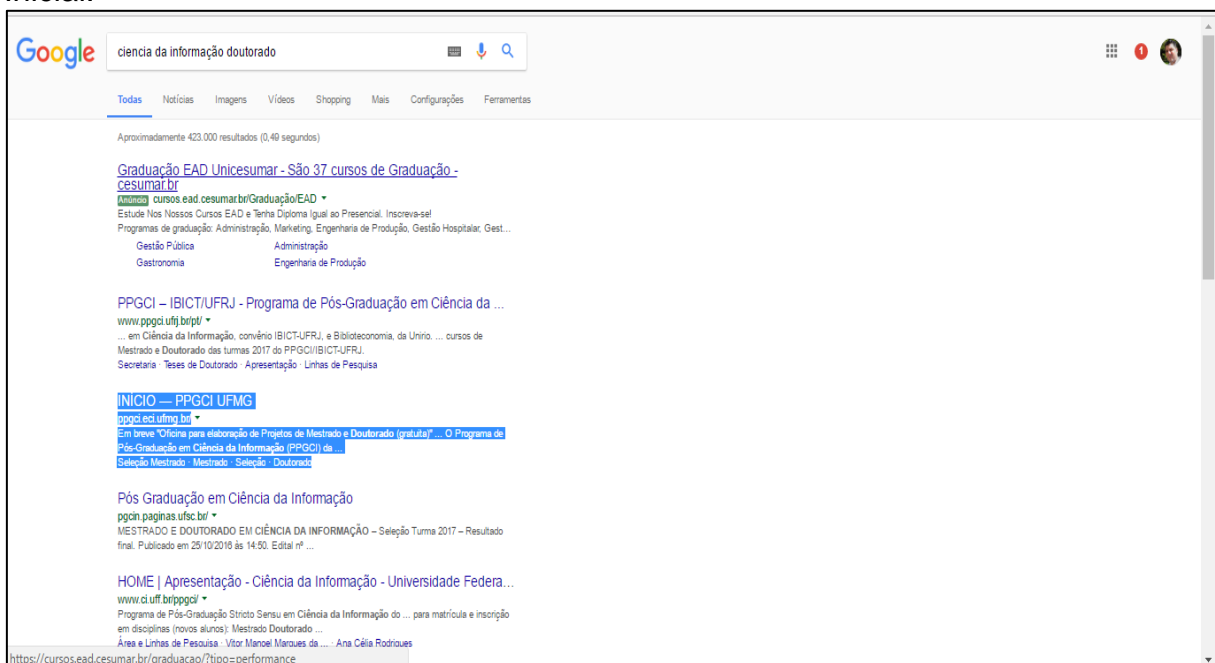 Google
ciencia da informação doutorado
1
Todas Notícias Imagens Vídeos Shopping Mais Configurações Ferramentas
Aproximadamente 423.000 resultados (0,49 segundos)
Graduação EAD Unicesumar - São 37 cursos de Graduação -
cesumar.br
Anúncio cursos.ead.cesumar.br/Graduação/EAD
Estude Nos Nossos Cursos EAD e Tenha Diploma Igual ao Presencial. Inscreva-se!
Programas de graduação: Administração, Marketing, Engenharia de Produção, Gestão Hospitalar, Gest...
Gestão Pública Administração
Gastronomia Engenharia de Produção
PPGCI – IBICT/UFRJ - Programa de Pós-Graduação em Ciência da ...
www.ppgci.ufrj.br/pt/
... em Ciência da Informação, convênio IBICT-UFRJ, e Biblioteconomia, da Unirio. ... cursos de
Mestrado e Doutorado das turmas 2017 do PPGCI/IBICT-UFRJ.
Secretaria · Teses de Doutorado · Apresentação · Linhas de Pesquisa
INÍCIO — PPGCI UFMG
ppgci.eci.ufmg.br/
Em breve "Oficina para elaboração de Projetos de Mestrado e Doutorado (gratuita)" ... O Programa de
Pós-Graduação em Ciência da Informação (PPGCI) da ...
Seleção Mestrado · Mestrado · Seleção · Doutorado
Pós Graduação em Ciência da Informação
pgcin.paginas.ufsc.br/
MESTRADO E DOUTORADO EM CIÊNCIA DA INFORMAÇÃO – Seleção Turma 2017 – Resultado
final. Publicado em 25/10/2016 às 14:50. Edital nº ...
HOME | Apresentação - Ciência da Informação - Universidade Federa...
www.ci.uff.br/ppgci/
Programa de Pós-Graduação Stricto Sensu em Ciência da Informação do ... para matrícula e inscrição
em disciplinas (novos alunos): Mestrado Doutorado ...
Área e Linhas de Pesquisa · Vitor Manoel Marques da ... · Ana Célia Rodrigues
https://cursos.ead.cesumar.br/graduacao/?tipo=performance